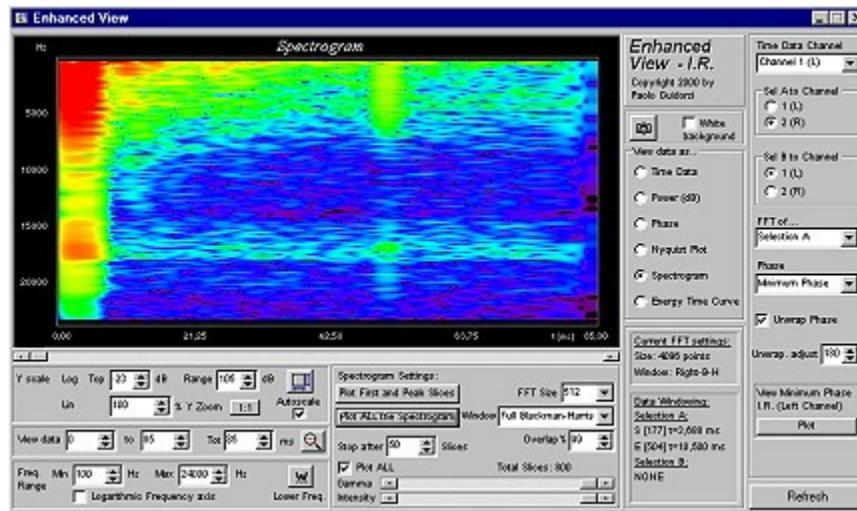 Enhanced View
Hz
Spectrogram
5000
10000
15000
20000
0,00
21,25
42,50
63,75
t [ms]
85,00
Enhanced
View - I.R.
Copyright 2000 by
Paolo Guidorzi
White
background
View data as..
Time Data
Power (dB)
Phase
Nyquist Plot
Spectrogram
Energy Time Curve
Current FFT settings:
Size: 4096 points
Window: Right-B-H
Data Windowing:
Selection A:
Selection B:
NONE
Time Data Channel
Channel 1 (L)
Sel A to Channel
1 (L)
2 (R)
Sel B to Channel
1 (L)
2 (R)
FFT of...
Selection A
Phase
Minimum Phase
Unwrap Phase
Unwrap. adjust 180
View Minimum Phase
I.R. (Left Channel)
Plot
Refresh
Y scale Log Top dB Range dB
Lin 100 % Y Zoom 1:1 Autoscale
View data 0 to 85 Tot 85 ms
Freq. Range Min 100 Hz Max 24000 Hz
Logarithmic Frequency axis Lower Freq.
Spectrogram Settings:
Plot First and Peak Slices FFT Size 512
Plot ALL the Spectrogram Window Full Blackman-Harris
Stop after 50 Slices Overlap %
Plot ALL Total Slices: 800
Gamma
Intensity